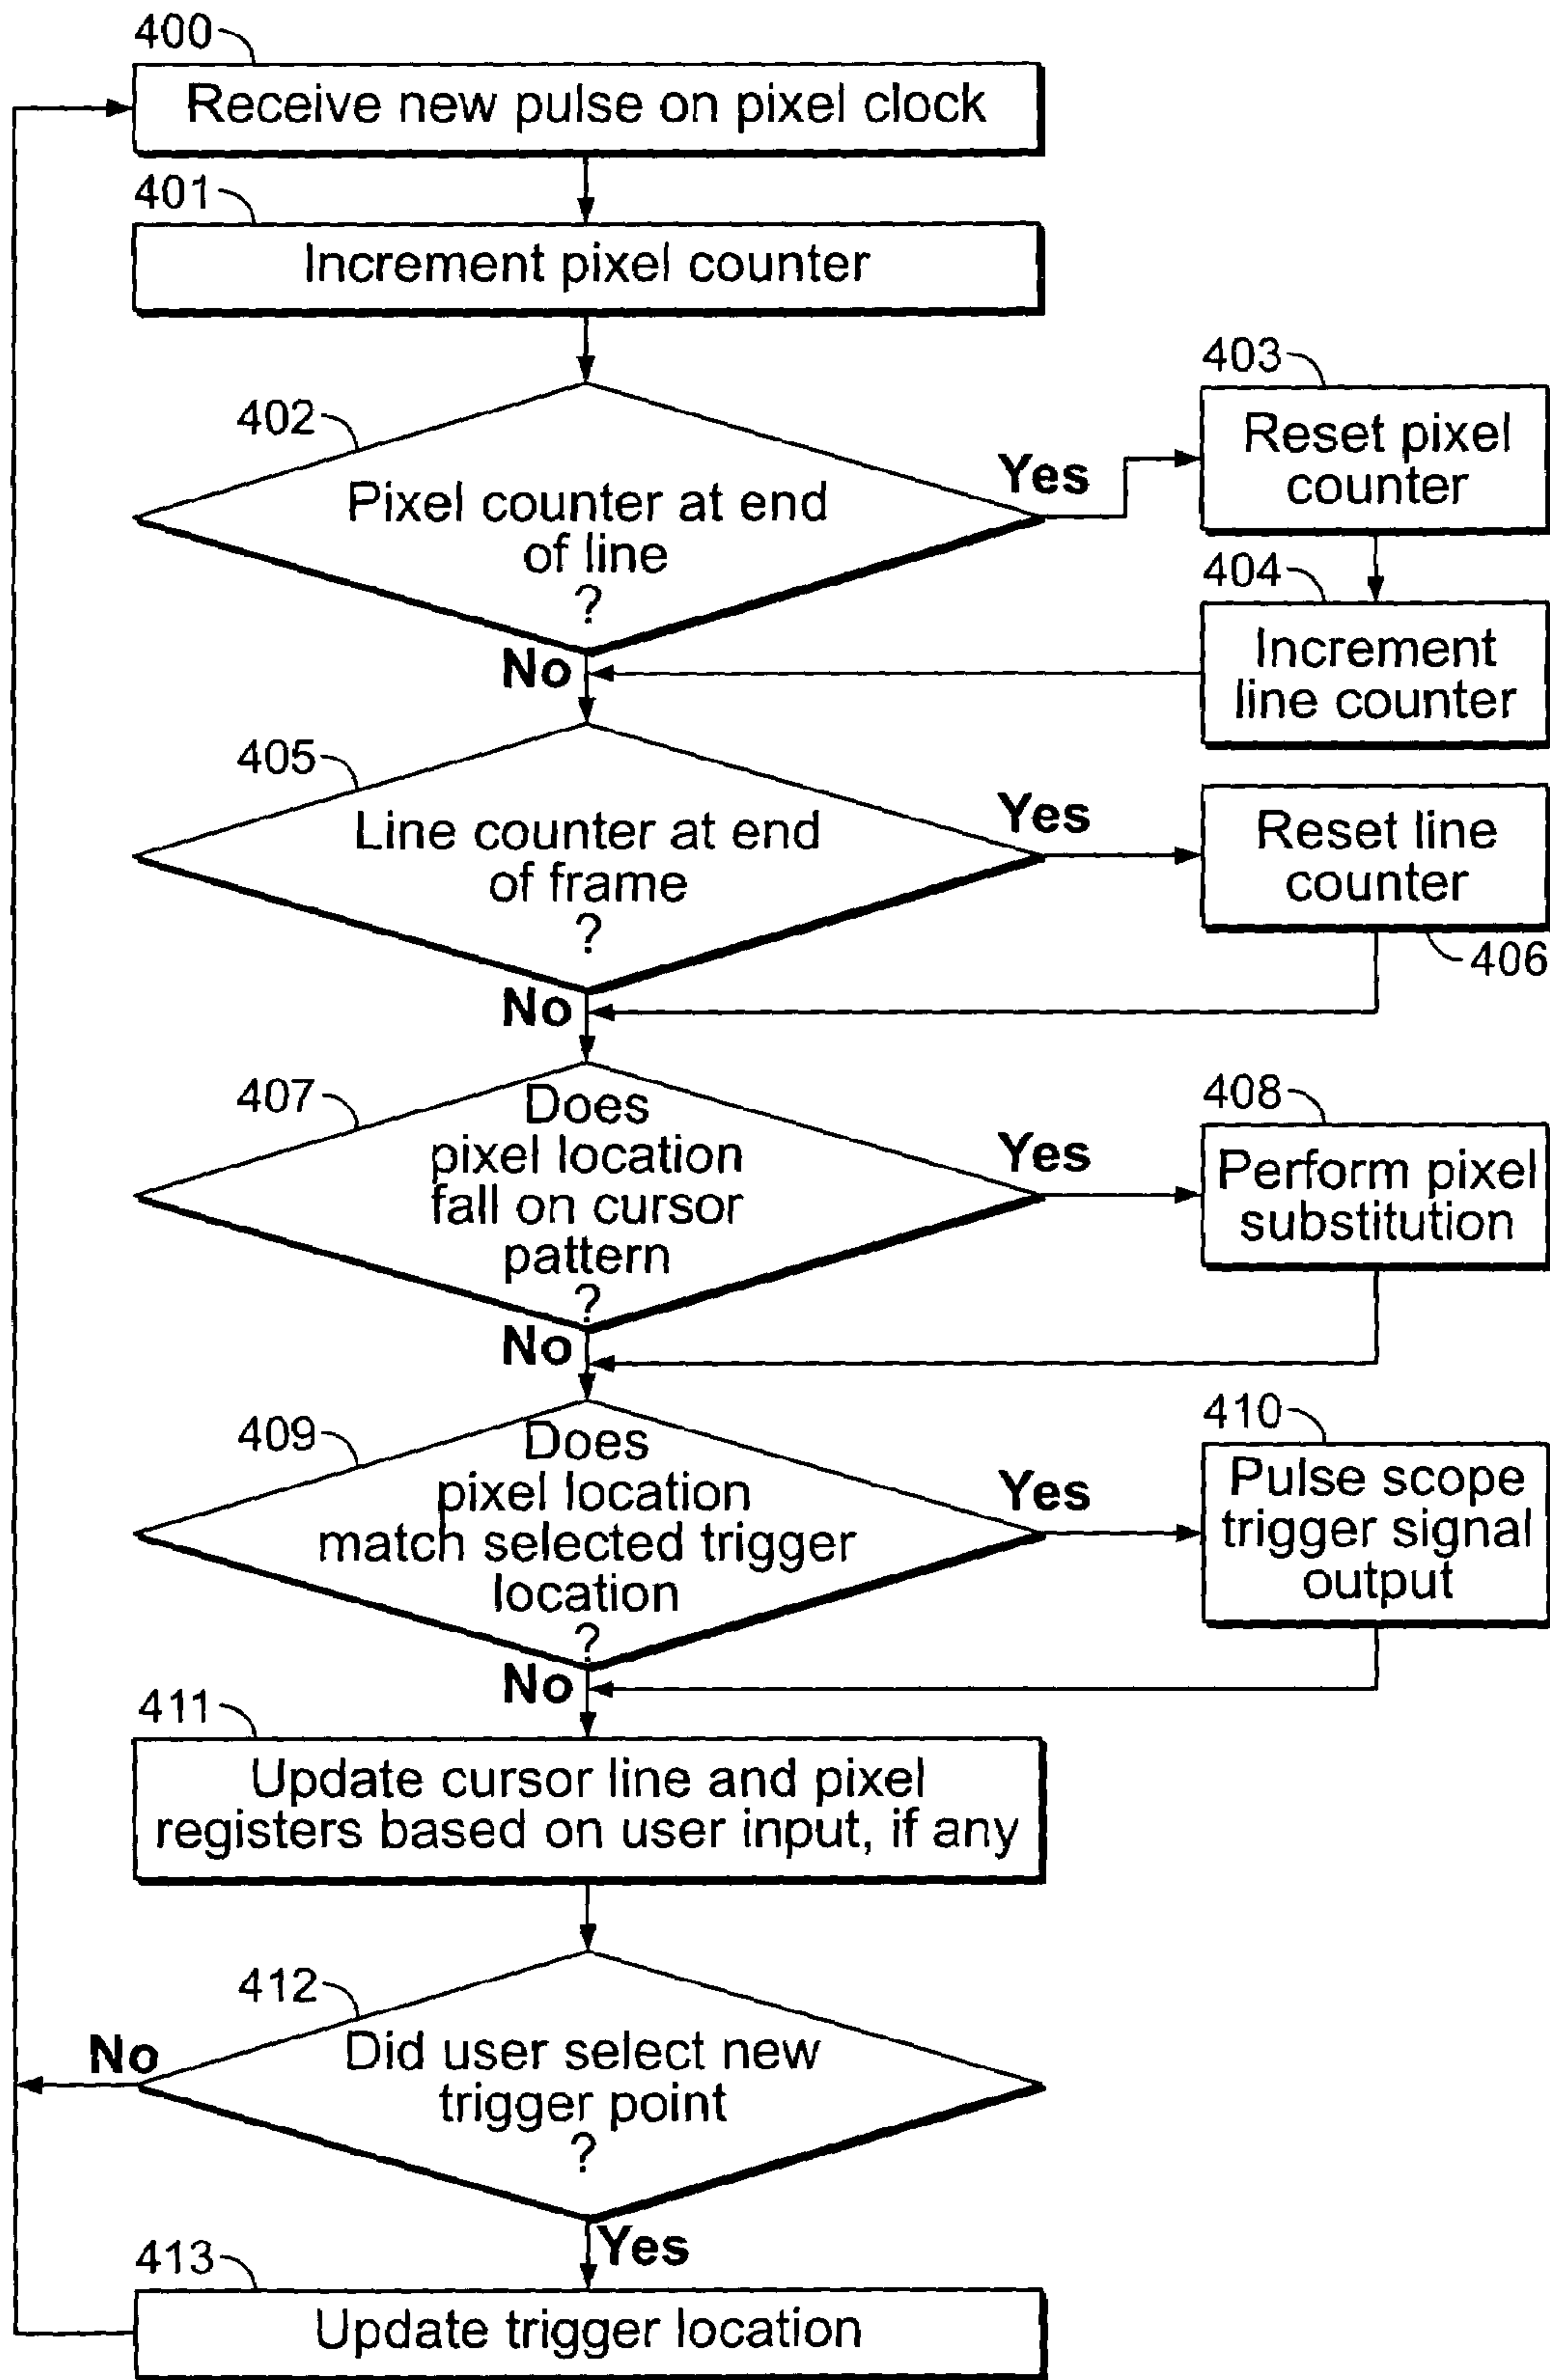 400
Receive new pulse on pixel clock
401
Increment pixel counter
402
Pixel counter at end
of line
?
Yes
No
403
Reset pixel
counter
404
Increment
line counter
405
Line counter at end
of frame
?
Yes
No
Reset line
counter
406
407
Does
pixel location
fall on cursor
pattern
?
Yes
No
408
Perform pixel
substitution
409
Does
pixel location
match selected trigger
location
?
Yes
No
410
Pulse scope
trigger signal
output
411
Update cursor line and pixel
registers based on user input, if any
412
Did user select new
trigger point
?
No
Yes
413
Update trigger location